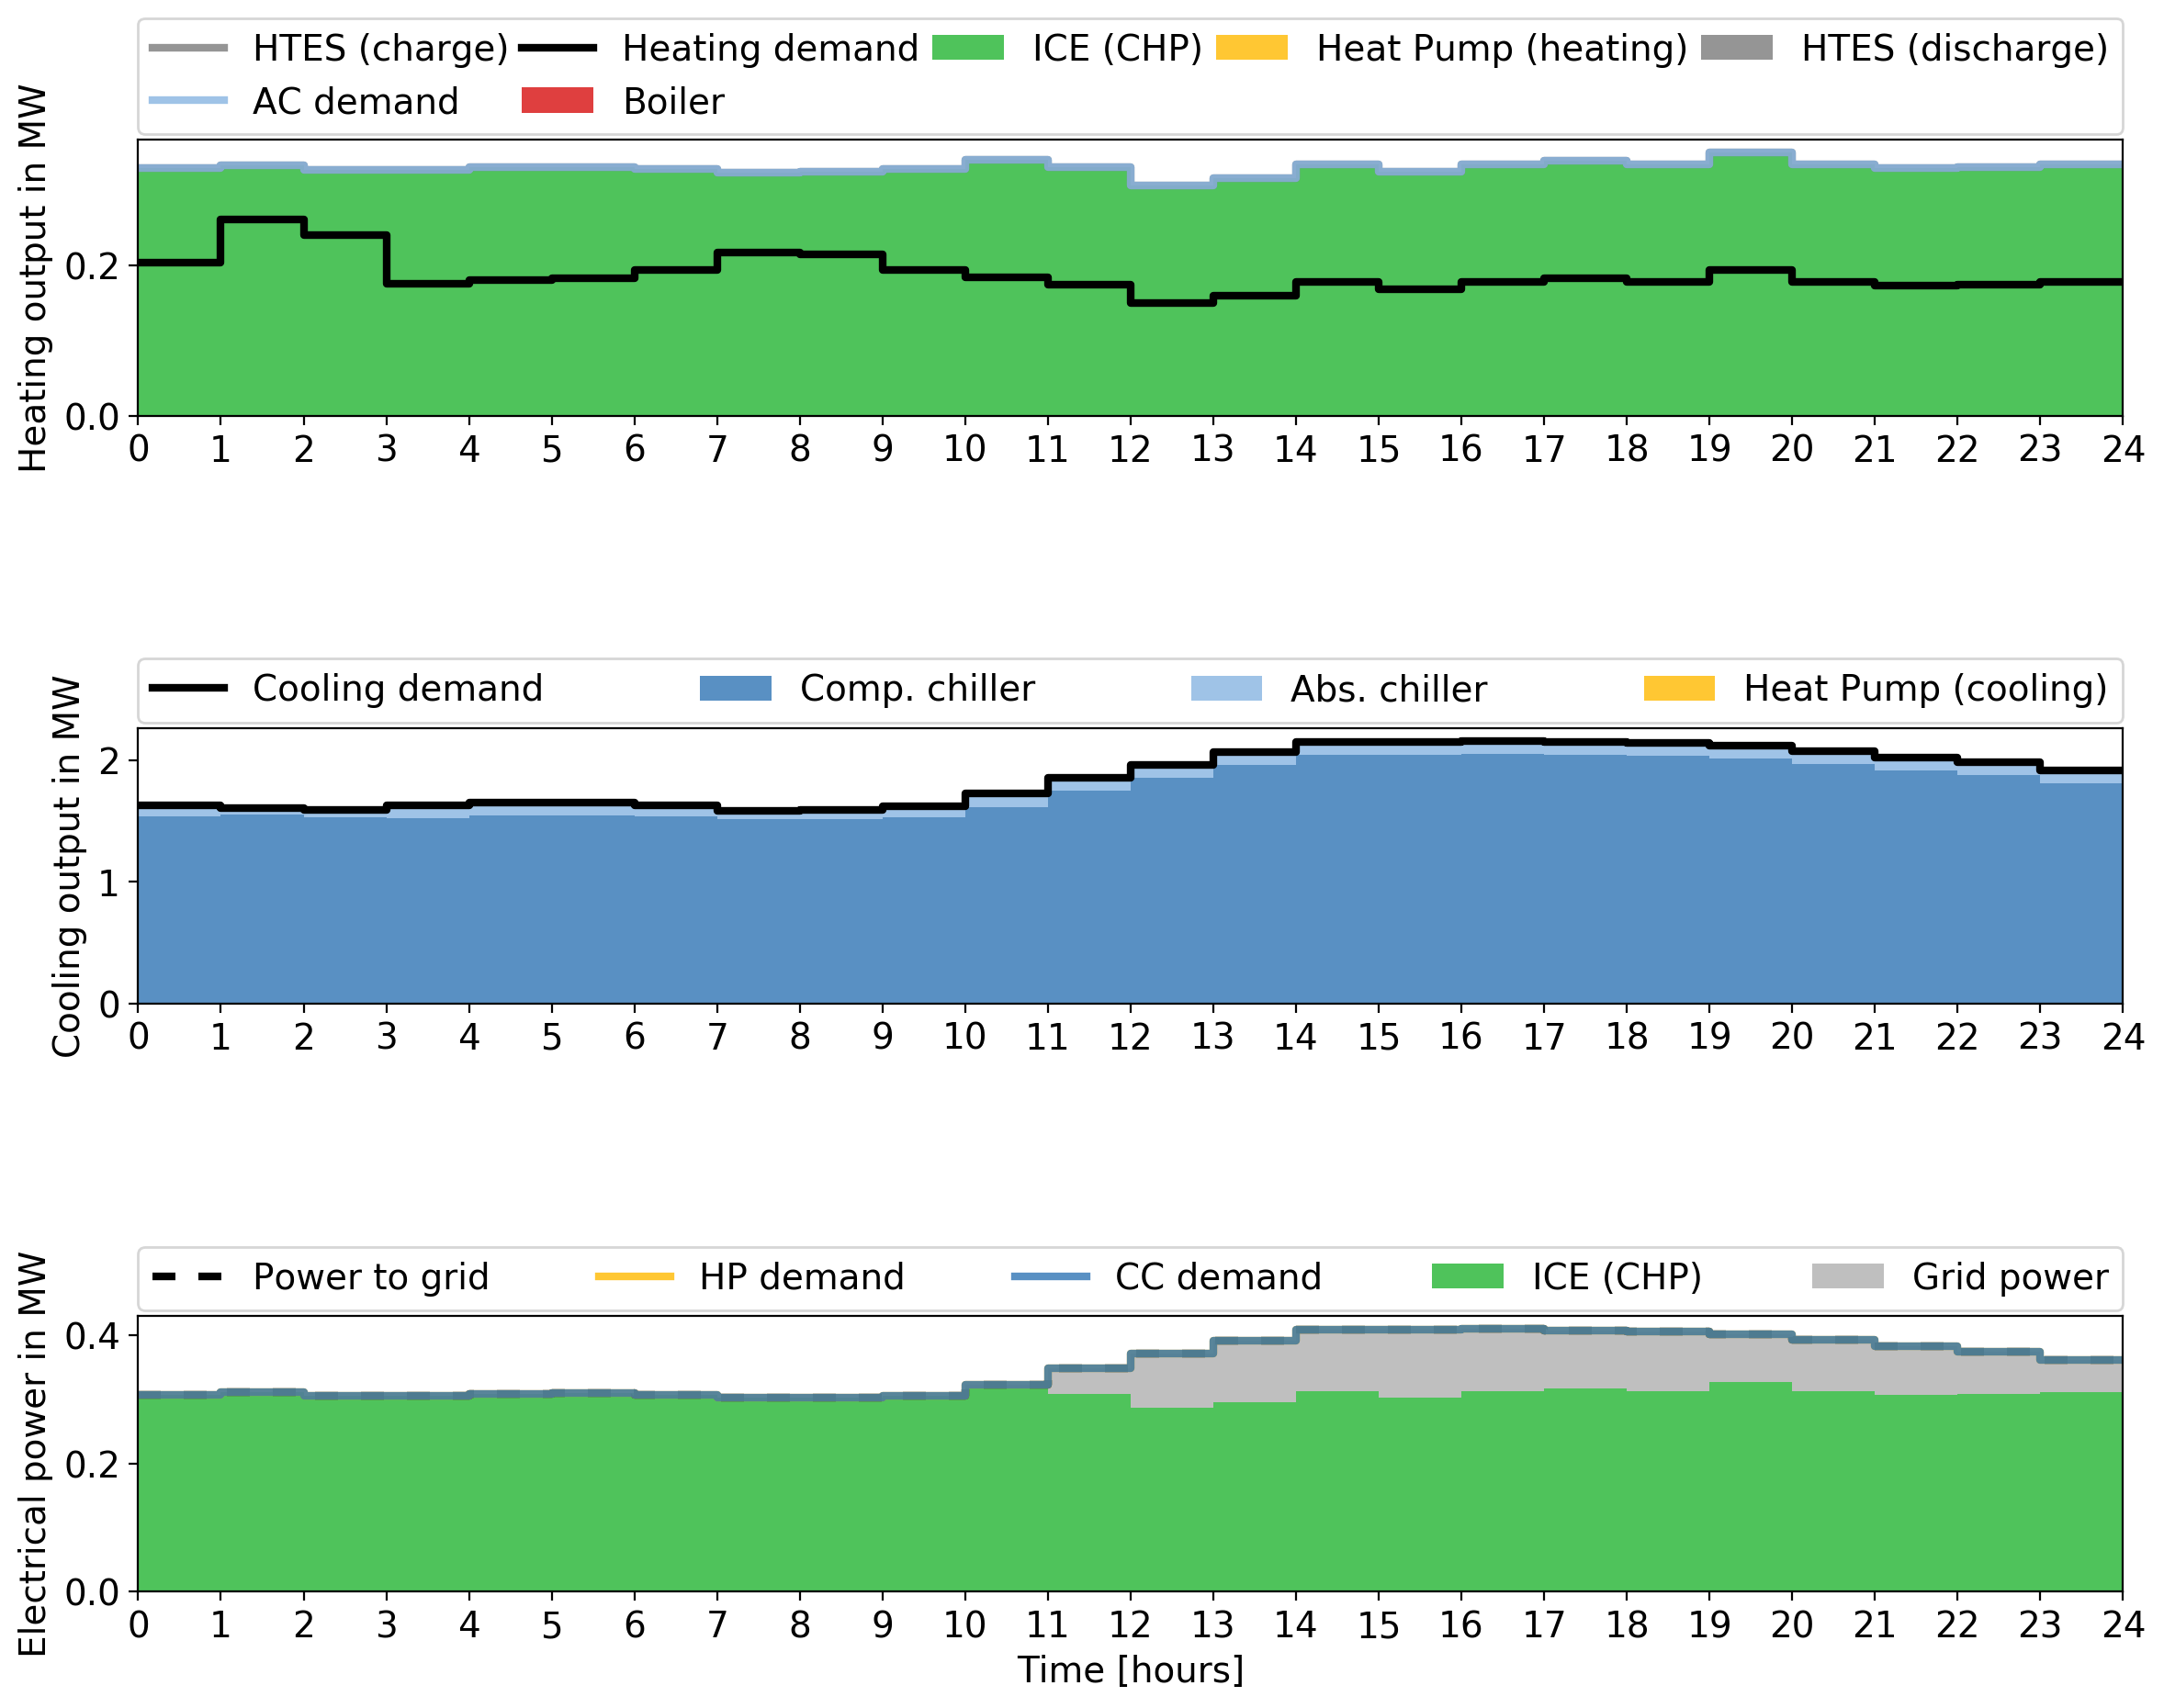 HTES (charge) Heating demand ICE (CHP) Heat Pump (heating) HTES (discharge)
AC demand Boiler
Heating output in MW
0.2
0.0
0 1 2 3 4 5 6 7 8 9 10 11 12 13 14 15 16 17 18 19 20 21 22 23 24
Cooling demand Comp. chiller Abs. chiller Heat Pump (cooling)
Cooling output in MW
2
1
0
0 1 2 3 4 5 6 7 8 9 10 11 12 13 14 15 16 17 18 19 20 21 22 23 24
Power to grid HP demand CC demand ICE (CHP) Grid power
Electrical power in MW
0.4
0.2
0.0
0 1 2 3 4 5 6 7 8 9 10 11 12 13 14 15 16 17 18 19 20 21 22 23 24
Time [hours]